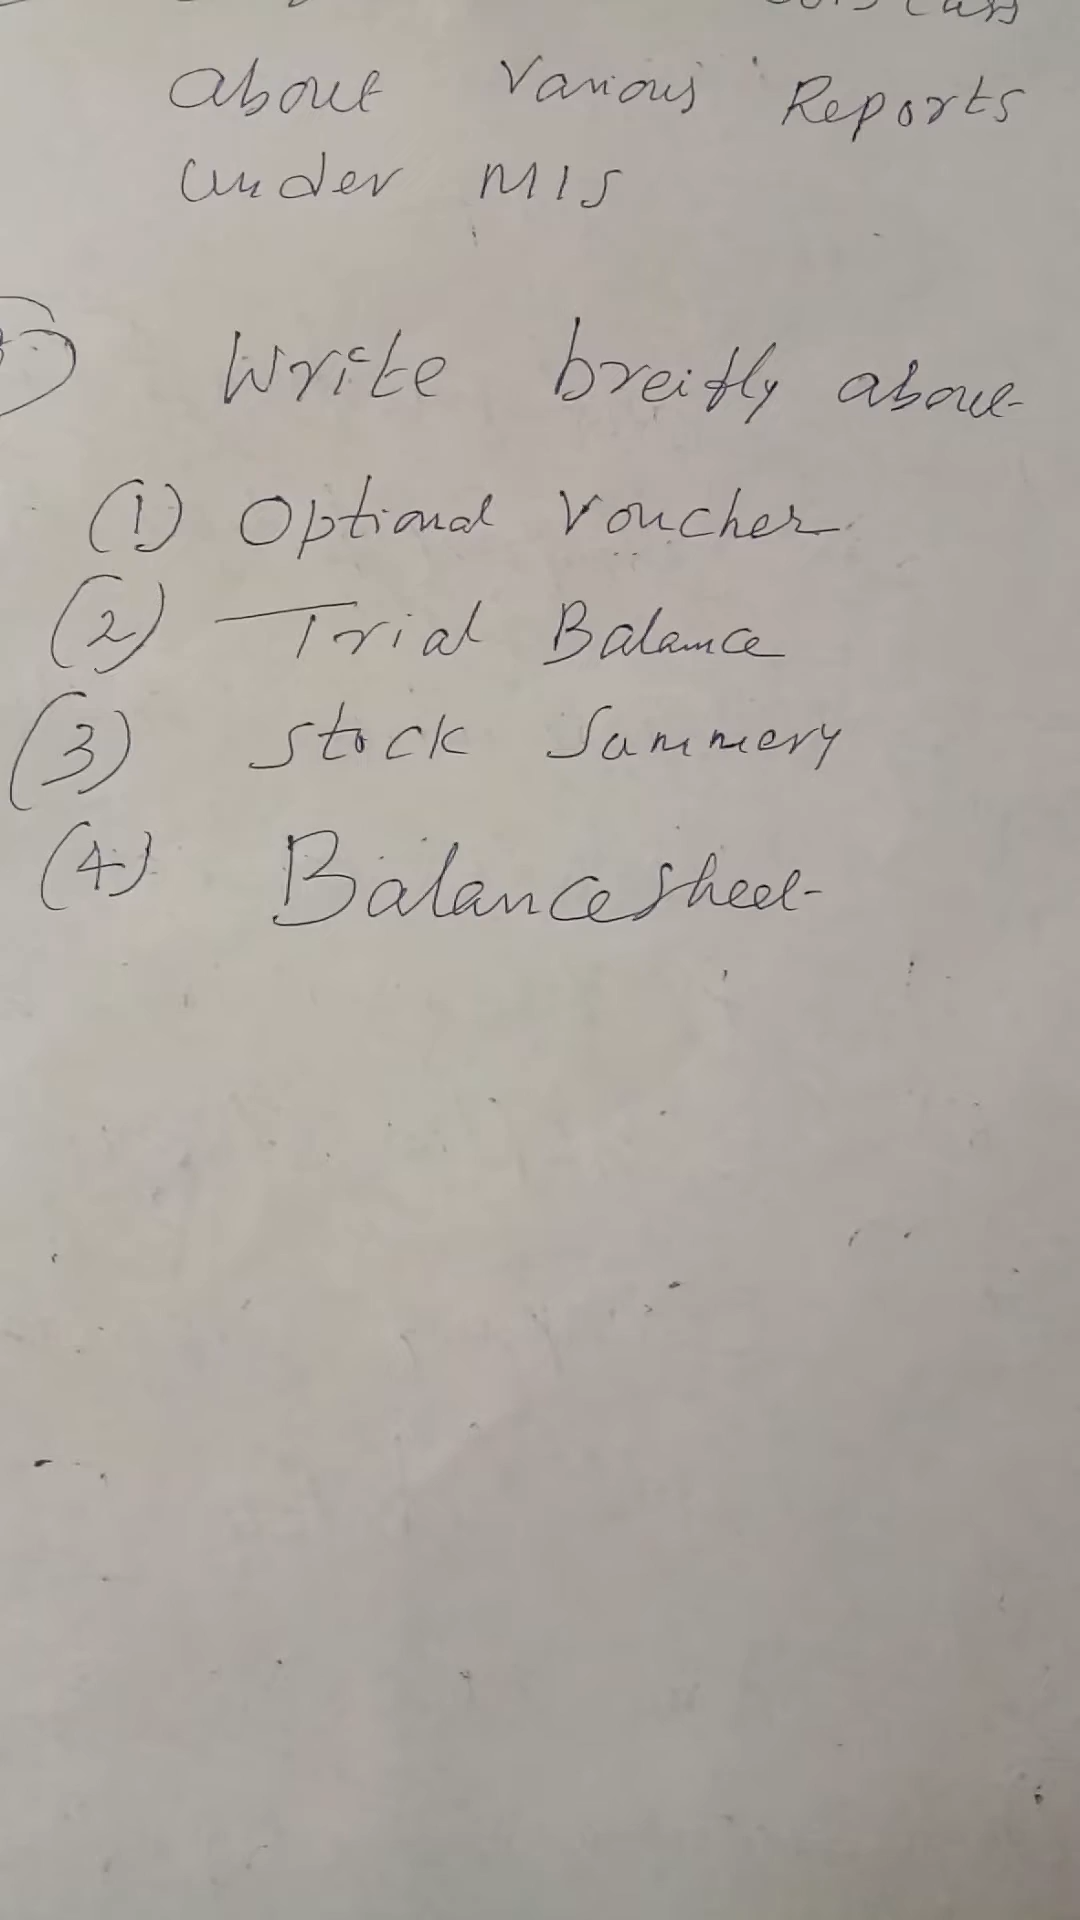 about Various Reports
under MIS
Write breifly about
(1) Optional Voucher
(2) Trial Balance
(3) Stock Summery
(4) Balance Sheet